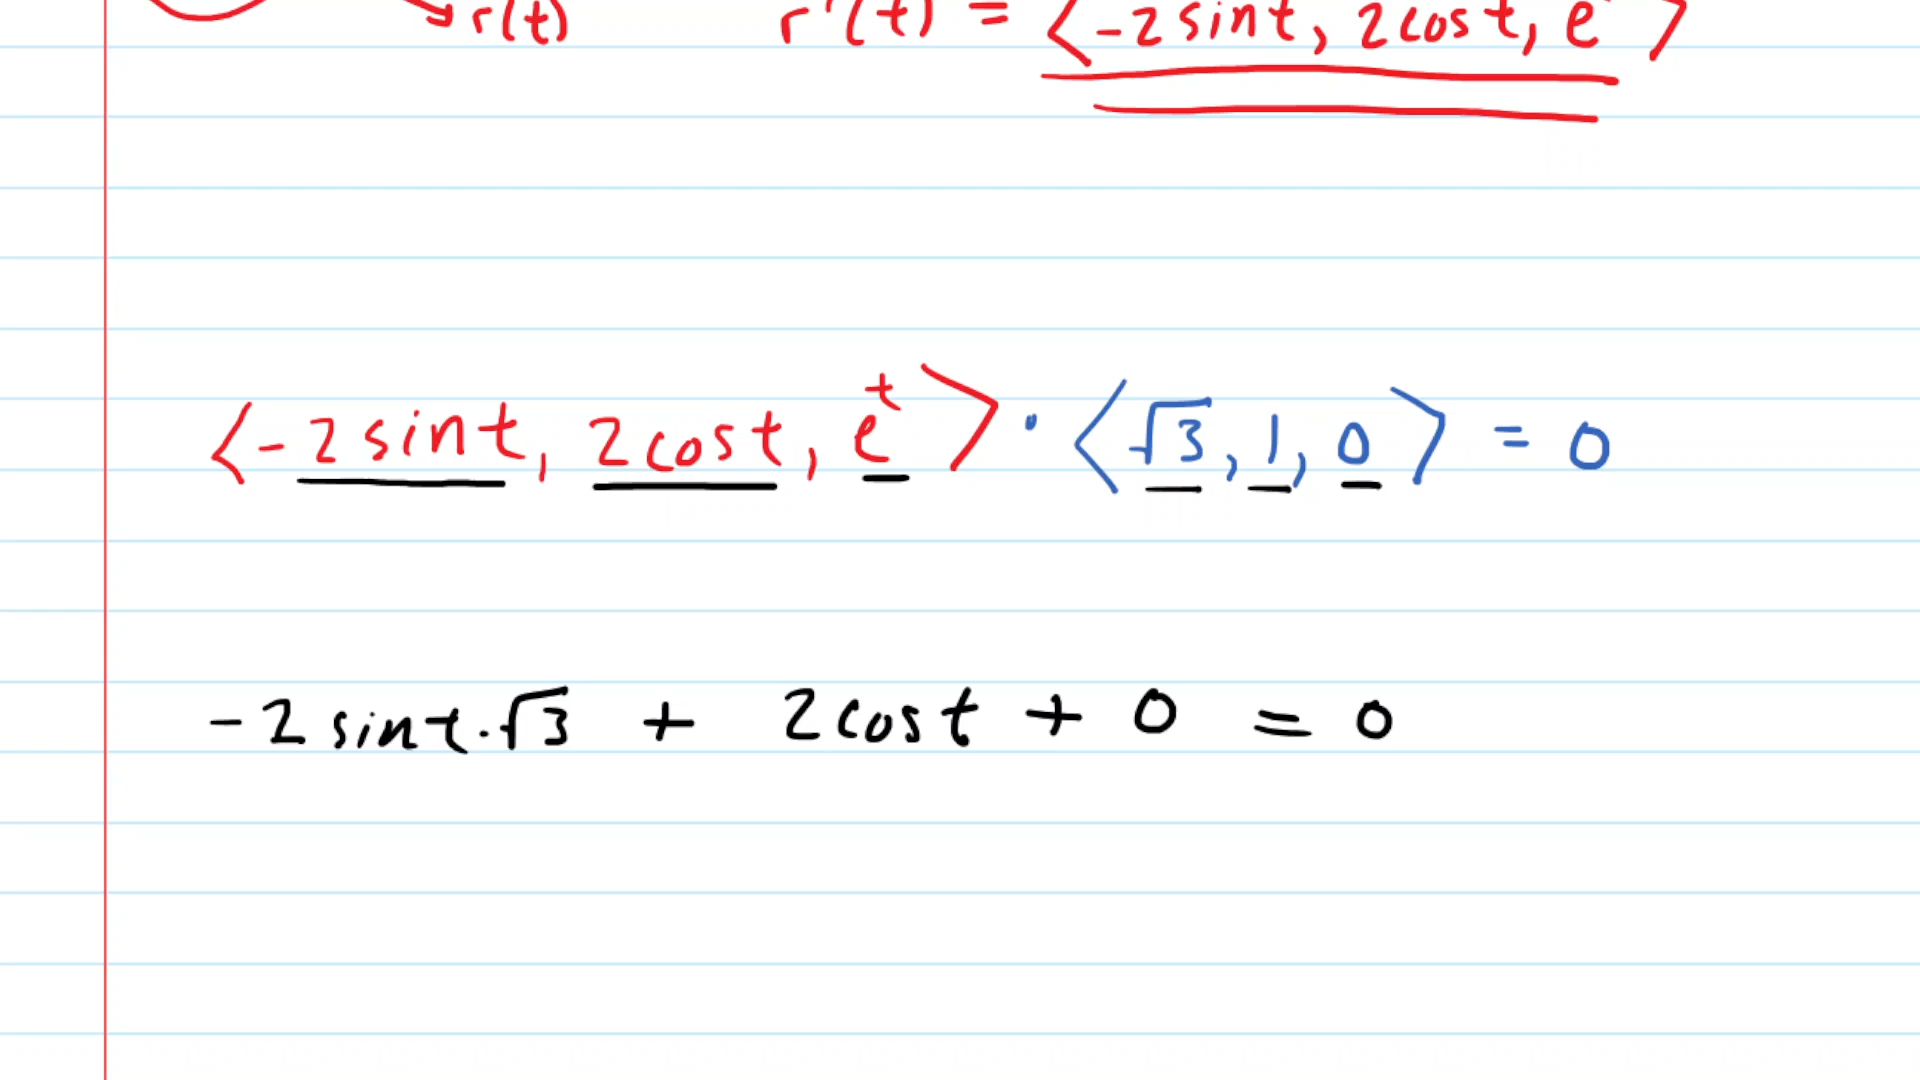 r(t) r'(t) = ⟨-2sint, 2cost, e ⟩
⟨-2sint, 2cost, e^t⟩ · ⟨√3, 1, 0⟩ = 0
-2sint·√3 + 2cost + 0 = 0